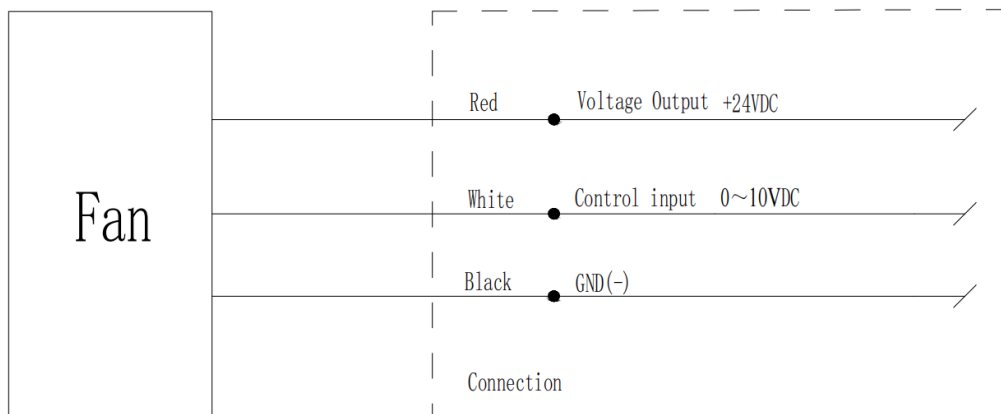 Red Voltage Output +24VDC
Fan
White Control input 0～10VDC
Black GND(-)
Connection